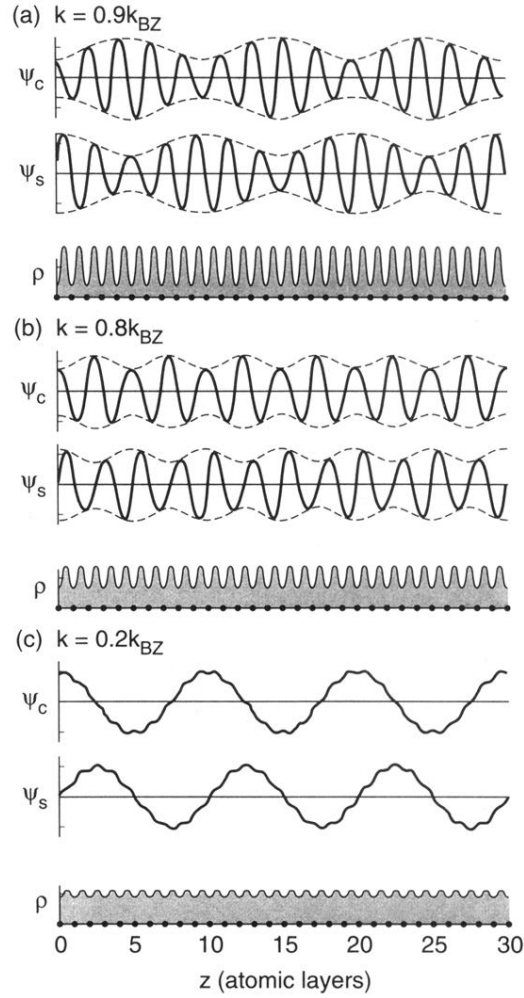 (a) k = 0.9k_BZ
ψ_c
ψ_s
ρ
(b) k = 0.8k_BZ
ψ_c
ψ_s
ρ
(c) k = 0.2k_BZ
ψ_c
ψ_s
ρ
0 5 10 15 20 25 30
z (atomic layers)